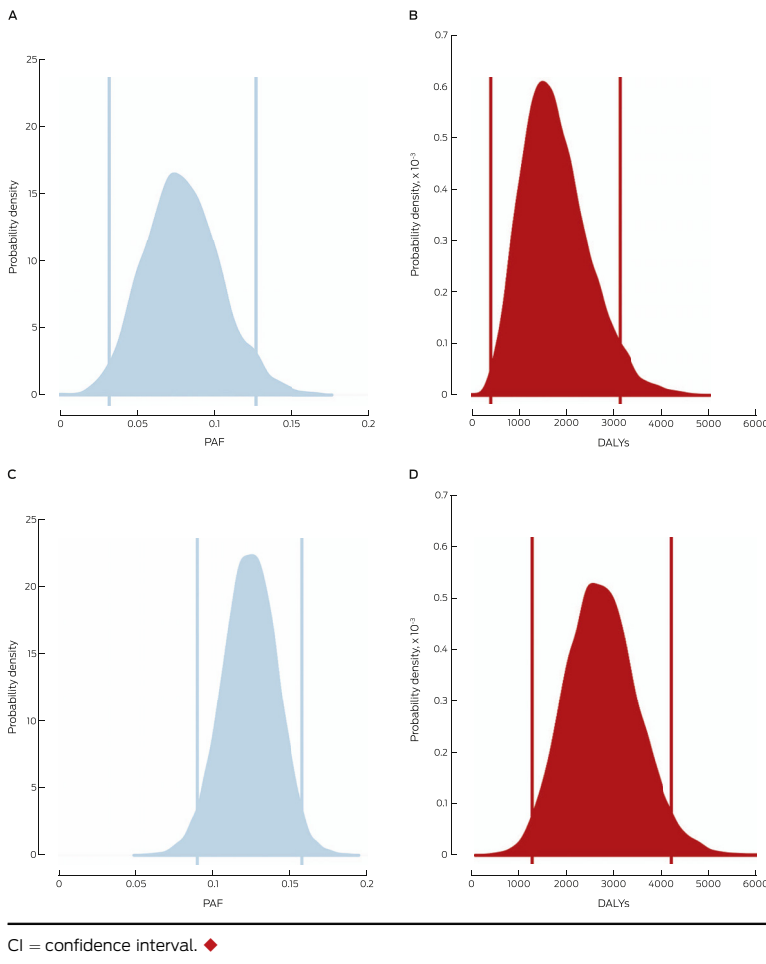 A
25
20
15
10
5
0
Probability density
0 0.05 0.1 0.15 0.2
PAF
B
0.7
0.6
0.5
0.4
0.3
0.2
0.1
0
Probability density, x 10⁻³
0 1000 2000 3000 4000 5000 6000
DALYs
C
25
20
15
10
5
0
Probability density
0 0.05 0.1 0.15 0.2
PAF
D
0.7
0.6
0.5
0.4
0.3
0.2
0.1
0
Probability density, x 10⁻³
0 1000 2000 3000 4000 5000 6000
DALYs
CI = confidence interval. ◆